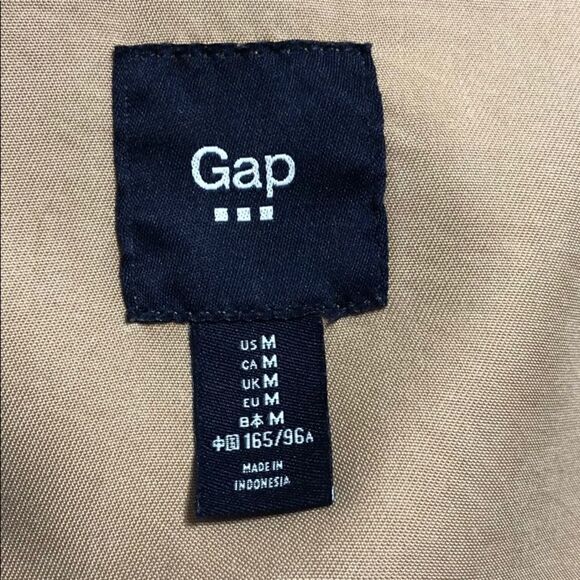 Gap
US M
CA M
UK M
EU M
日本 M
中国 165/96A
MADE IN
INDONESIA